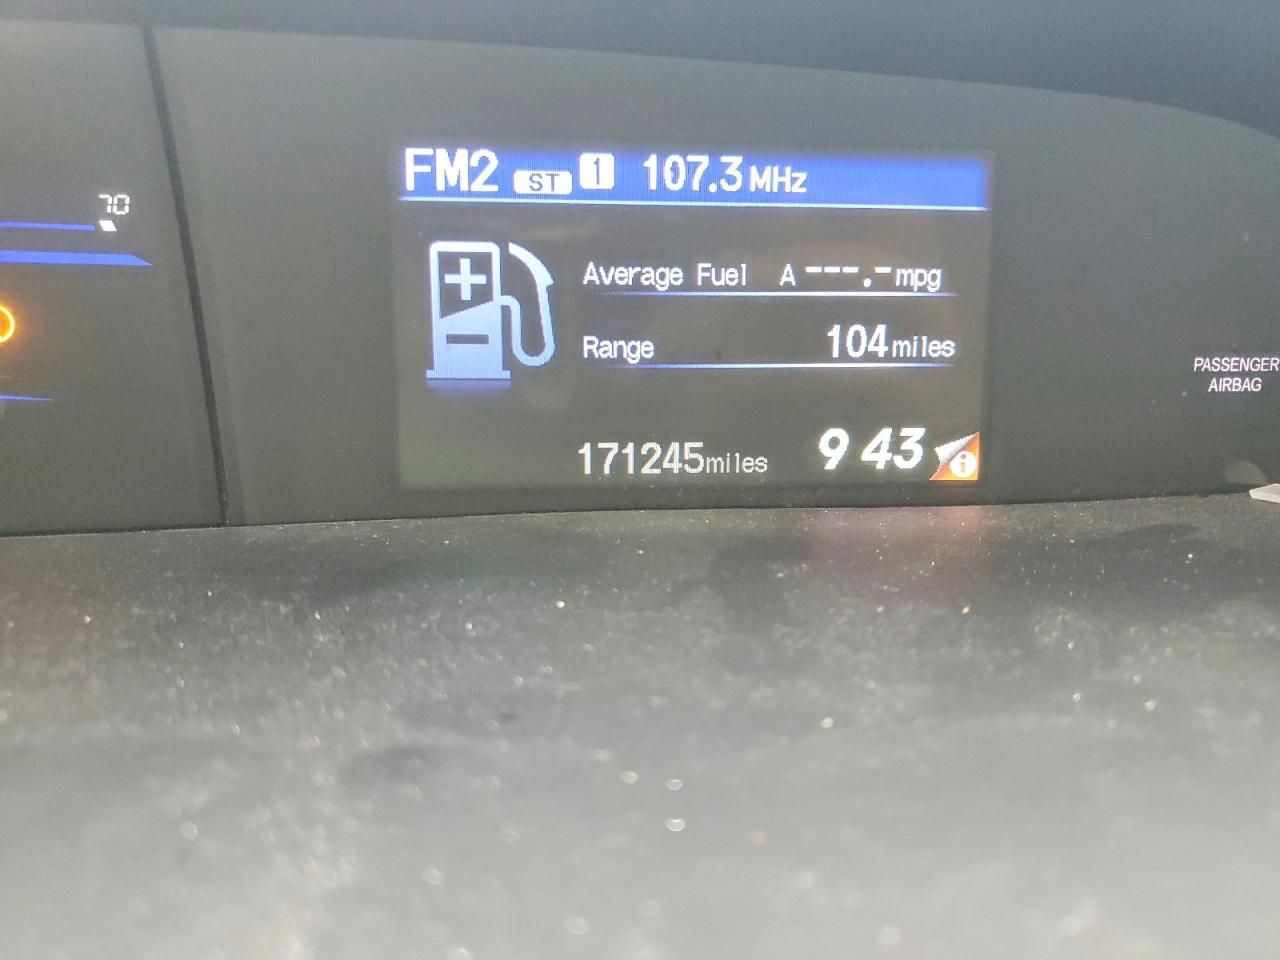 70
FM2 ST 1 107.3 MHz
Average Fuel A ---.- mpg
Range 104 miles
171245 miles 9 43
i
PASSENGER
AIRBAG